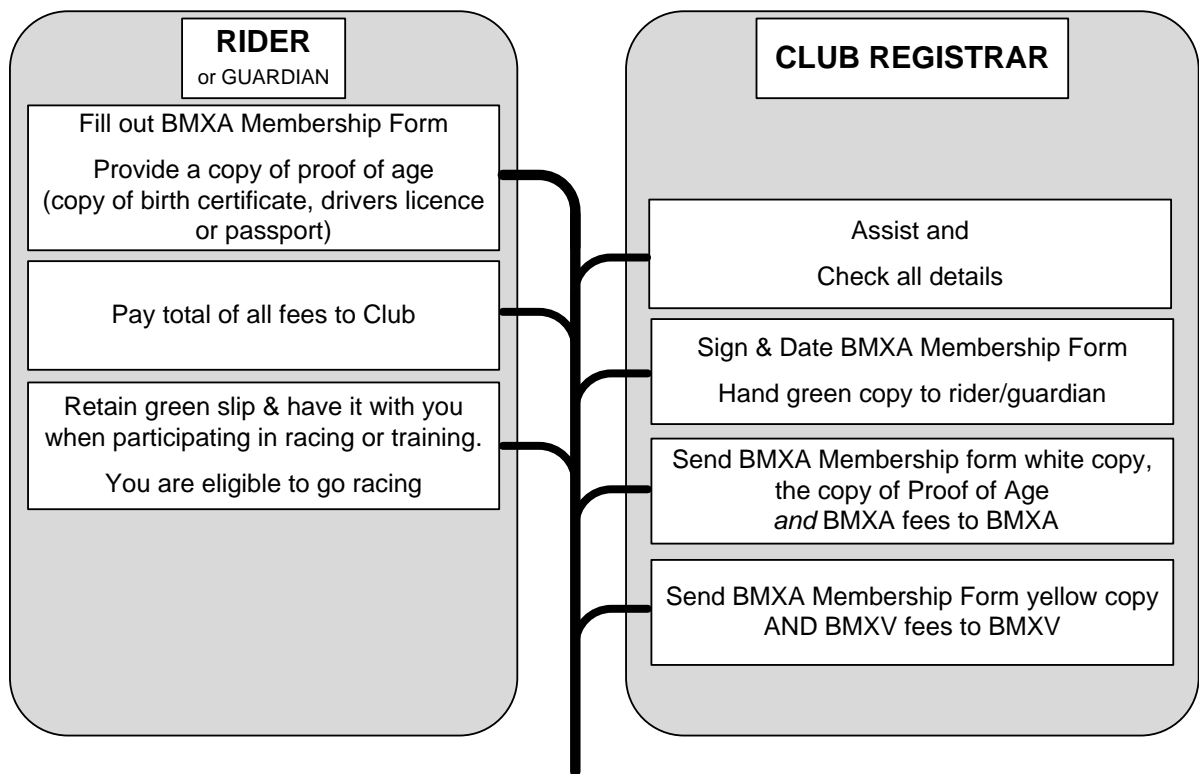 RIDER
or GUARDIAN
Fill out BMXA Membership Form
Provide a copy of proof of age
(copy of birth certificate, drivers licence
or passport)
Pay total of all fees to Club
Retain green slip & have it with you
when participating in racing or training.
You are eligible to go racing
CLUB REGISTRAR
Assist and
Check all details
Sign & Date BMXA Membership Form
Hand green copy to rider/guardian
Send BMXA Membership form white copy,
the copy of Proof of Age
and BMXA fees to BMXA
Send BMXA Membership Form yellow copy
AND BMXV fees to BMXV